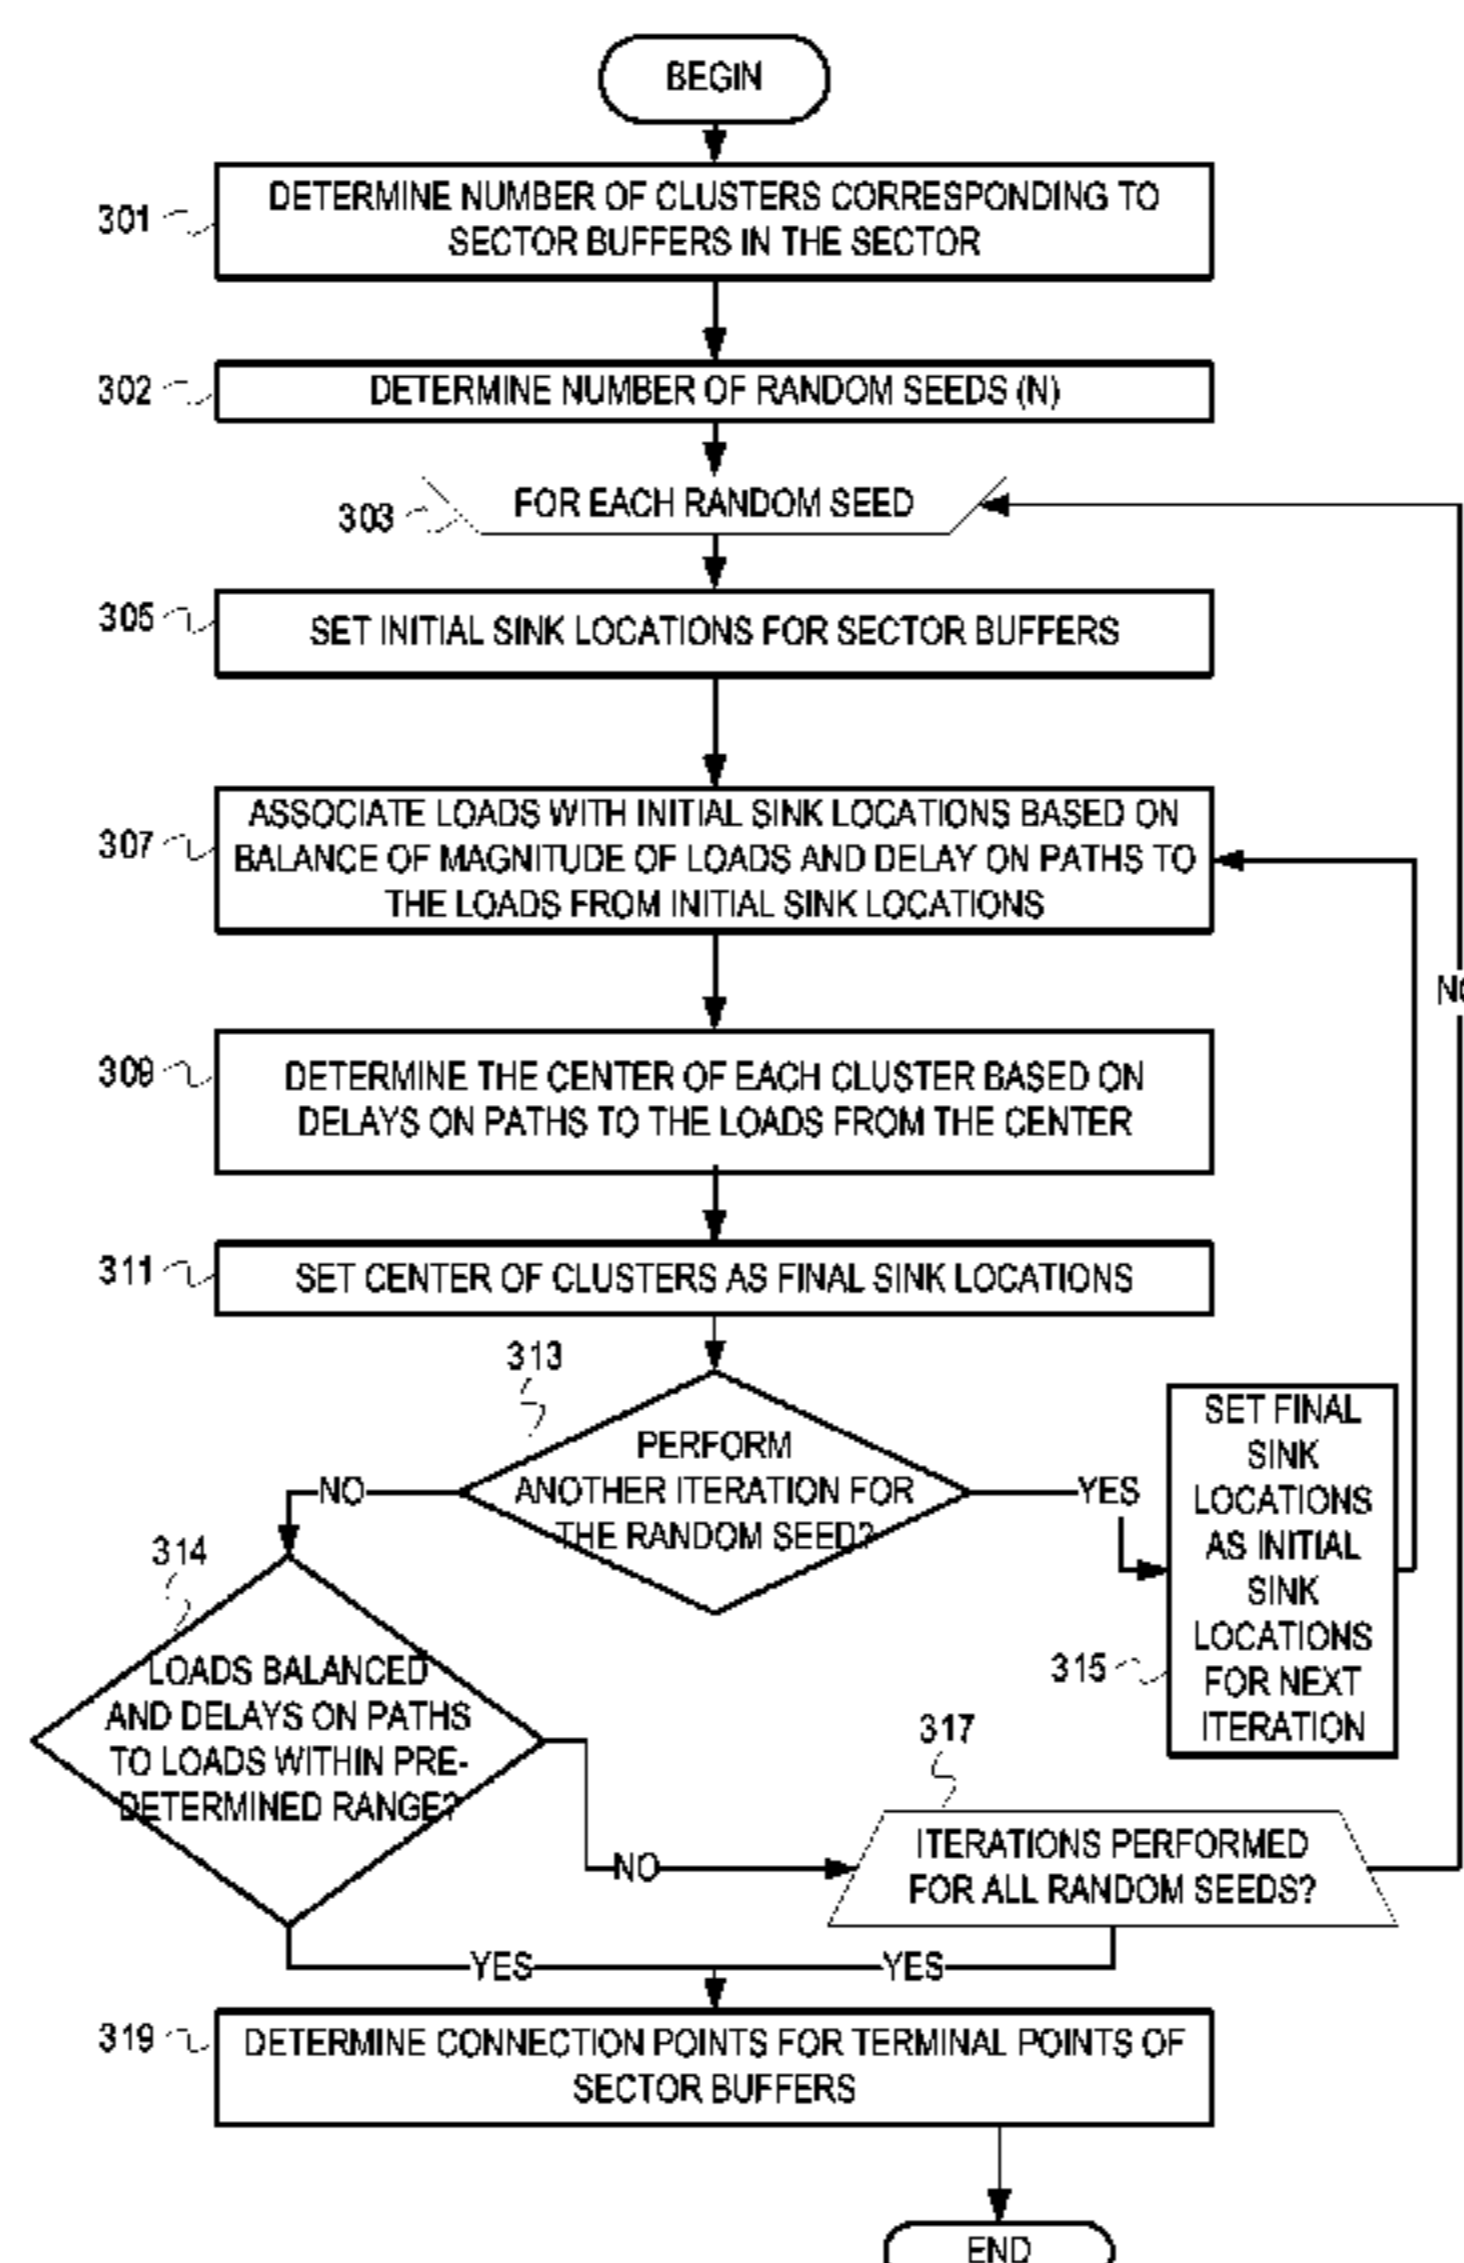 BEGIN
301
DETERMINE NUMBER OF CLUSTERS CORRESPONDING TO
SECTOR BUFFERS IN THE SECTOR
302
DETERMINE NUMBER OF RANDOM SEEDS (N)
303
FOR EACH RANDOM SEED
305
SET INITIAL SINK LOCATIONS FOR SECTOR BUFFERS
307
ASSOCIATE LOADS WITH INITIAL SINK LOCATIONS BASED ON
BALANCE OF MAGNITUDE OF LOADS AND DELAY ON PATHS TO
THE LOADS FROM INITIAL SINK LOCATIONS
NO
309
DETERMINE THE CENTER OF EACH CLUSTER BASED ON
DELAYS ON PATHS TO THE LOADS FROM THE CENTER
311
SET CENTER OF CLUSTERS AS FINAL SINK LOCATIONS
313
PERFORM
ANOTHER ITERATION FOR
THE RANDOM SEED?
NO
YES
315
SET FINAL
SINK
LOCATIONS
AS INITIAL
SINK
LOCATIONS
FOR NEXT
ITERATION
314
LOADS BALANCED
AND DELAYS ON PATHS
TO LOADS WITHIN PRE-
DETERMINED RANGE?
NO
317
ITERATIONS PERFORMED
FOR ALL RANDOM SEEDS?
YES
YES
319
DETERMINE CONNECTION POINTS FOR TERMINAL POINTS OF
SECTOR BUFFERS
END